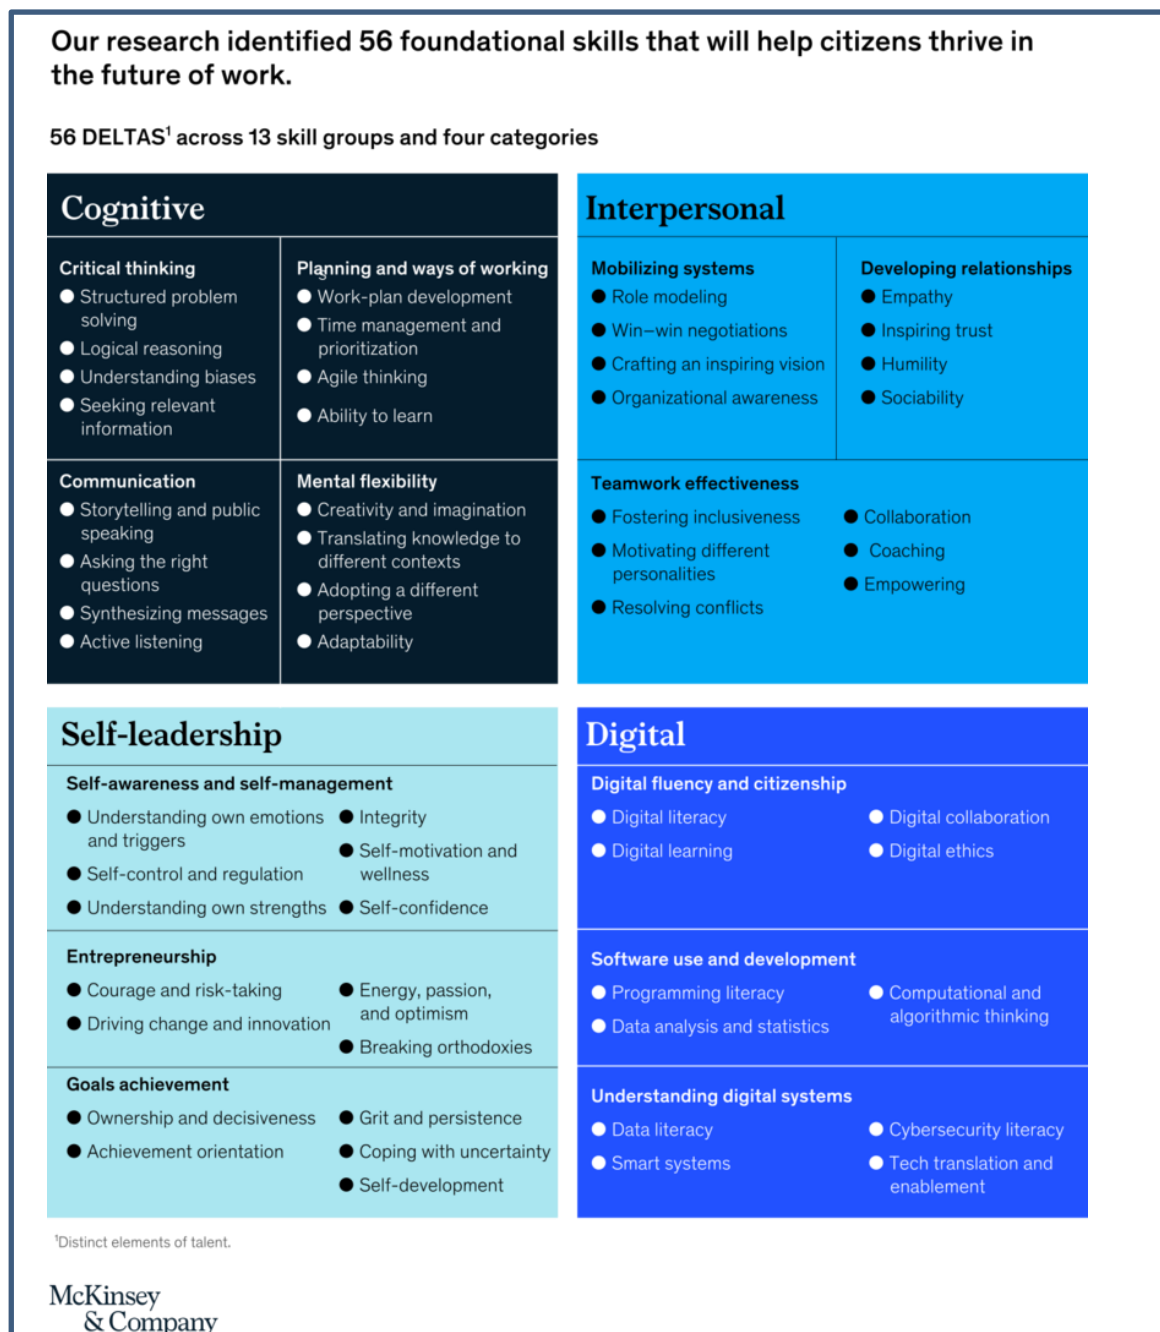 Our research identified 56 foundational skills that will help citizens thrive in
the future of work.
56 DELTAS¹ across 13 skill groups and four categories
Cognitive
Critical thinking
Structured problem
solving
Logical reasoning
Understanding biases
Seeking relevant
information
Planning and ways of working
Work-plan development
Time management and
prioritization
Agile thinking
Ability to learn
Communication
Storytelling and public
speaking
Asking the right
questions
Synthesizing messages
Active listening
Mental flexibility
Creativity and imagination
Translating knowledge to
different contexts
Adopting a different
perspective
Adaptability
Interpersonal
Mobilizing systems
Role modeling
Win–win negotiations
Crafting an inspiring vision
Organizational awareness
Developing relationships
Empathy
Inspiring trust
Humility
Sociability
Teamwork effectiveness
Fostering inclusiveness
Motivating different
personalities
Resolving conflicts
Collaboration
Coaching
Empowering
Self-leadership
Self-awareness and self-management
Understanding own emotions
and triggers
Self-control and regulation
Understanding own strengths
Integrity
Self-motivation and
wellness
Self-confidence
Entrepreneurship
Courage and risk-taking
Driving change and innovation
Energy, passion,
and optimism
Breaking orthodoxies
Goals achievement
Ownership and decisiveness
Achievement orientation
Grit and persistence
Coping with uncertainty
Self-development
Digital
Digital fluency and citizenship
Digital literacy
Digital learning
Digital collaboration
Digital ethics
Software use and development
Programming literacy
Data analysis and statistics
Computational and
algorithmic thinking
Understanding digital systems
Data literacy
Smart systems
Cybersecurity literacy
Tech translation and
enablement
¹Distinct elements of talent.
McKinsey
& Company